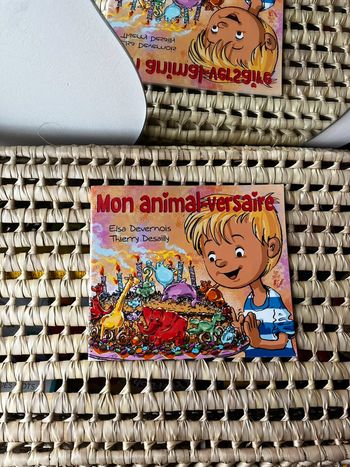 Mon animal-versaire
Elsa Devernois
Thierry Desailly